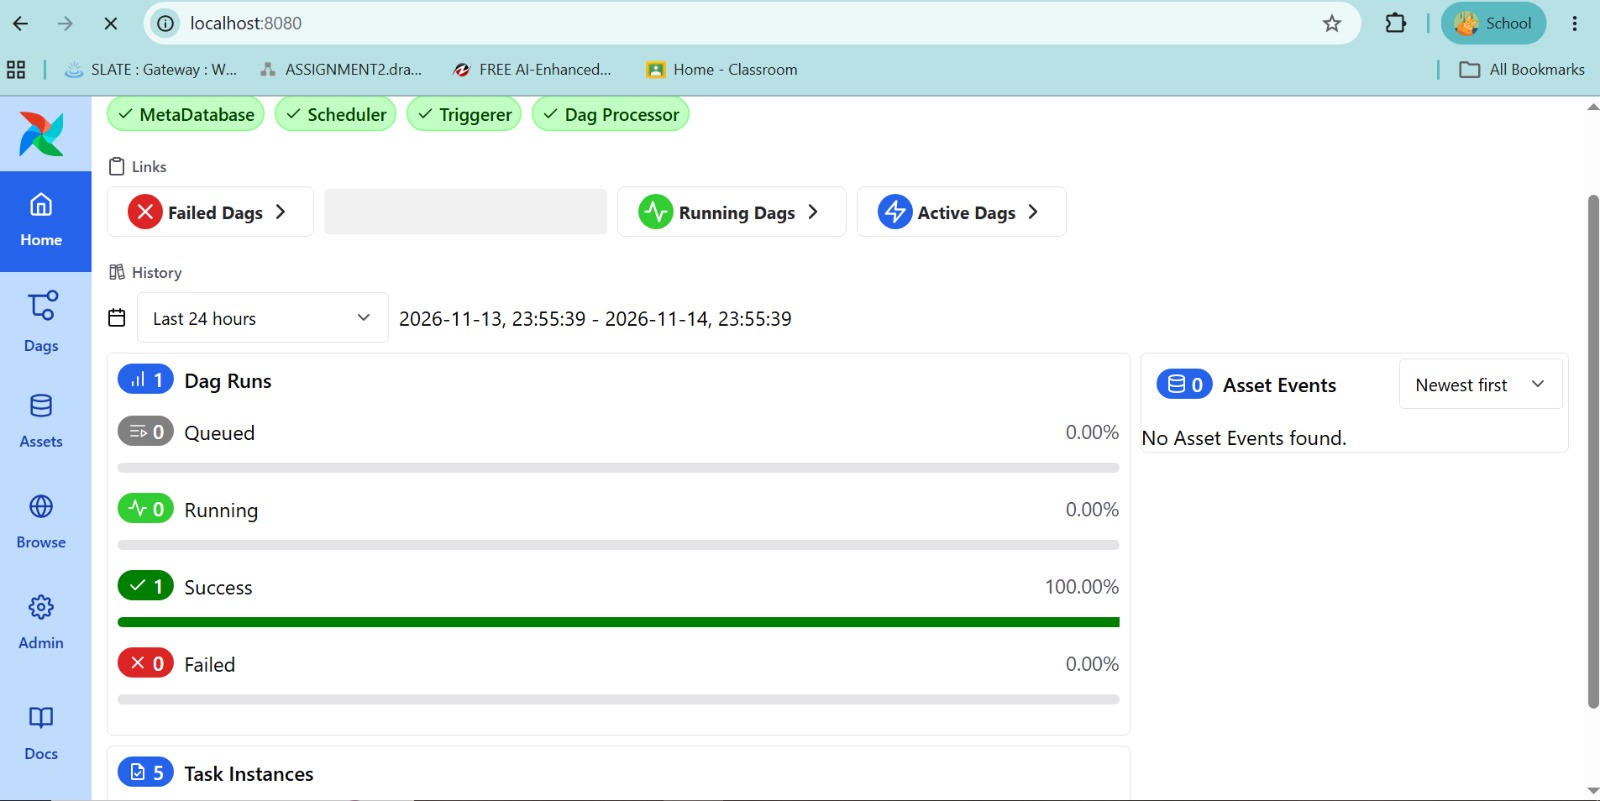 localhost:8080
School
SLATE : Gateway : W...
ASSIGNMENT2.dra...
FREE AI-Enhanced...
Home - Classroom
All Bookmarks
MetaDatabase
Scheduler
Triggerer
Dag Processor
Links
Failed Dags
Running Dags
Active Dags
Home
History
Last 24 hours
2026-11-13, 23:55:39 - 2026-11-14, 23:55:39
Dags
1 Dag Runs
0 Asset Events
Newest first
0 Queued
0.00%
No Asset Events found.
Assets
0 Running
0.00%
Browse
1 Success
100.00%
Admin
0 Failed
0.00%
Docs
5 Task Instances